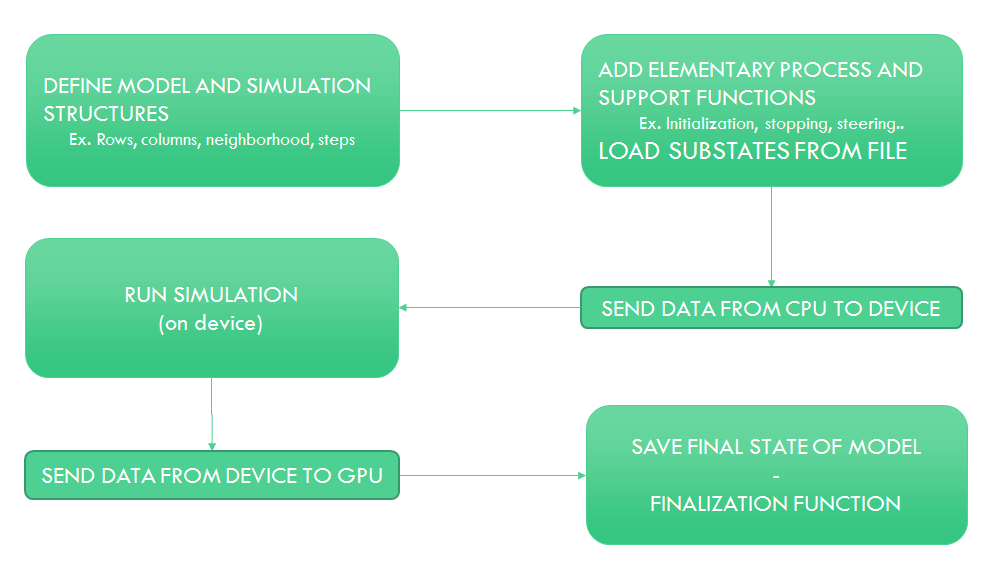 DEFINE MODEL AND SIMULATION
STRUCTURES
Ex. Rows, columns, neighborhood, steps
ADD ELEMENTARY PROCESS AND
SUPPORT FUNCTIONS
Ex. Initialization, stopping, steering..
LOAD SUBSTATES FROM FILE
SEND DATA FROM CPU TO DEVICE
RUN SIMULATION
(on device)
SEND DATA FROM DEVICE TO GPU
SAVE FINAL STATE OF MODEL
-
FINALIZATION FUNCTION